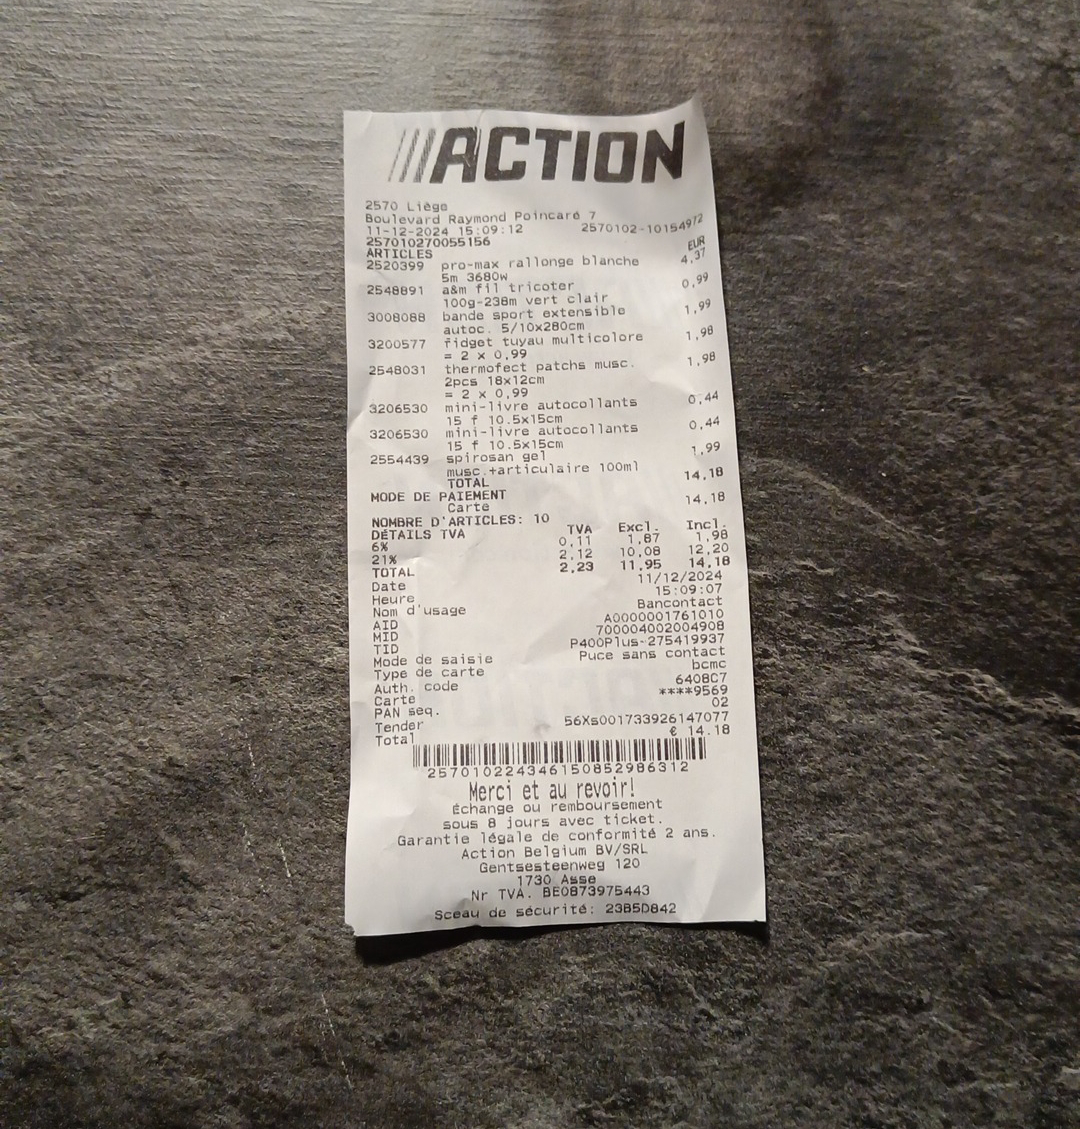 ///ACTION
2570 Liège
Boulevard Raymond Poincaré 7
11-12-2024 15:09:12 2570102-10154972
257010270055156
ARTICLES EUR
2520399 pro-max rallonge blanche 4,37
5m 3680w
2548891 a&m fil tricoter 0,99
100g-238m vert clair
3008088 bande sport extensible 1,99
autoc. 5/10x280cm
3200577 fidget tuyau multicolore 1,98
= 2 x 0,99
2548031 thermofect patchs musc. 1,98
2pcs 18x12cm
= 2 x 0,99
3206530 mini-livre autocollants 0,44
15 f 10.5x15cm
3206530 mini-livre autocollants 0,44
15 f 10.5x15cm
2554439 spirosan gel 1,99
musc.+articulaire 100ml
TOTAL 14,18
MODE DE PAIEMENT
Carte 14,18
NOMBRE D'ARTICLES: 10
DÉTAILS TVA TVA Excl. Incl.
6% 0,11 1,87 1,98
21% 2,12 10,08 12,20
TOTAL 2,23 11,95 14,18
Date 11/12/2024
Heure 15:09:07
Nom d'usage Bancontact
AID A0000001761010
MID 700004002004908
TID P400Plus-275419937
Mode de saisie Puce sans contact
Type de carte bcmc
Auth. code 6408C7
Carte ****9569
PAN seq. 02
Tender 56Xs001733926147077
Total € 14.18
2570102243461508529863​12
Merci et au revoir!
Échange ou remboursement
sous 8 jours avec ticket.
Garantie légale de conformité 2 ans.
Action Belgium BV/SRL
Gentsesteenweg 120
1730 Asse
Nr TVA. BE0873975443
Sceau de sécurité: 23B5D842